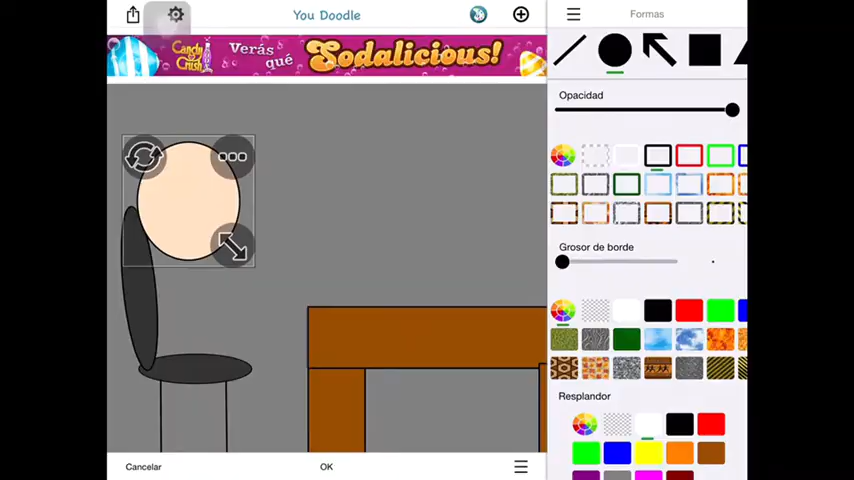 You Doodle
Formas
Candy Crush
Verás
qué
Sodalicious!
Opacidad
Grosor de borde
Resplandor
Cancelar
OK